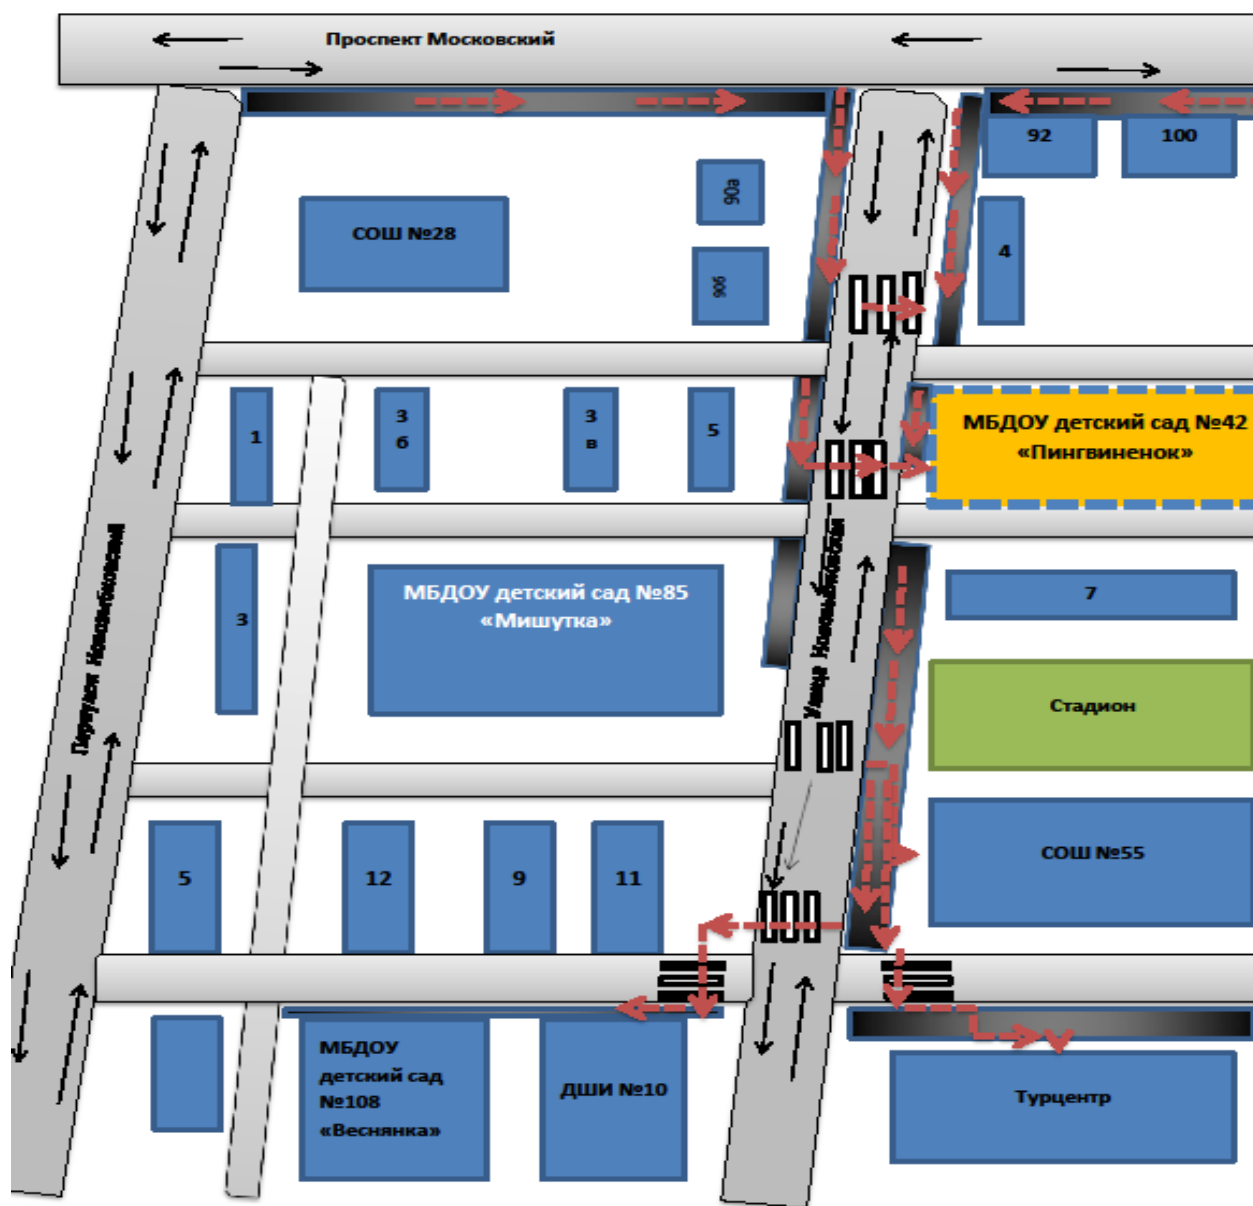 Проспект Московский
92
100
90а
СОШ №28
4
90б
1
3
б
3
в
5
МБДОУ детский сад №42
«Пингвиненок»
Переулок Новозыбковский
Улица Новозыбковская
3
МБДОУ детский сад №85
«Мишутка»
7
Стадион
5
12
9
11
СОШ №55
МБДОУ
детский сад
№108
«Веснянка»
ДШИ №10
Турцентр